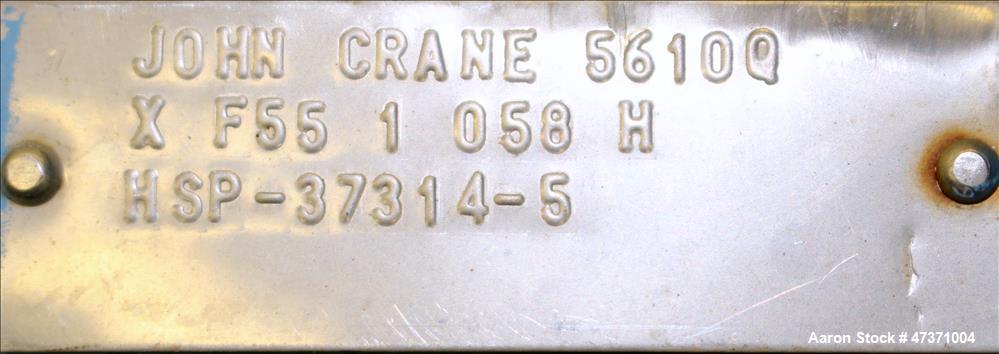 JOHN CRANE 5610Q
X F55 1 058 H
HSP-37314-5
Aaron Stock # 47371004